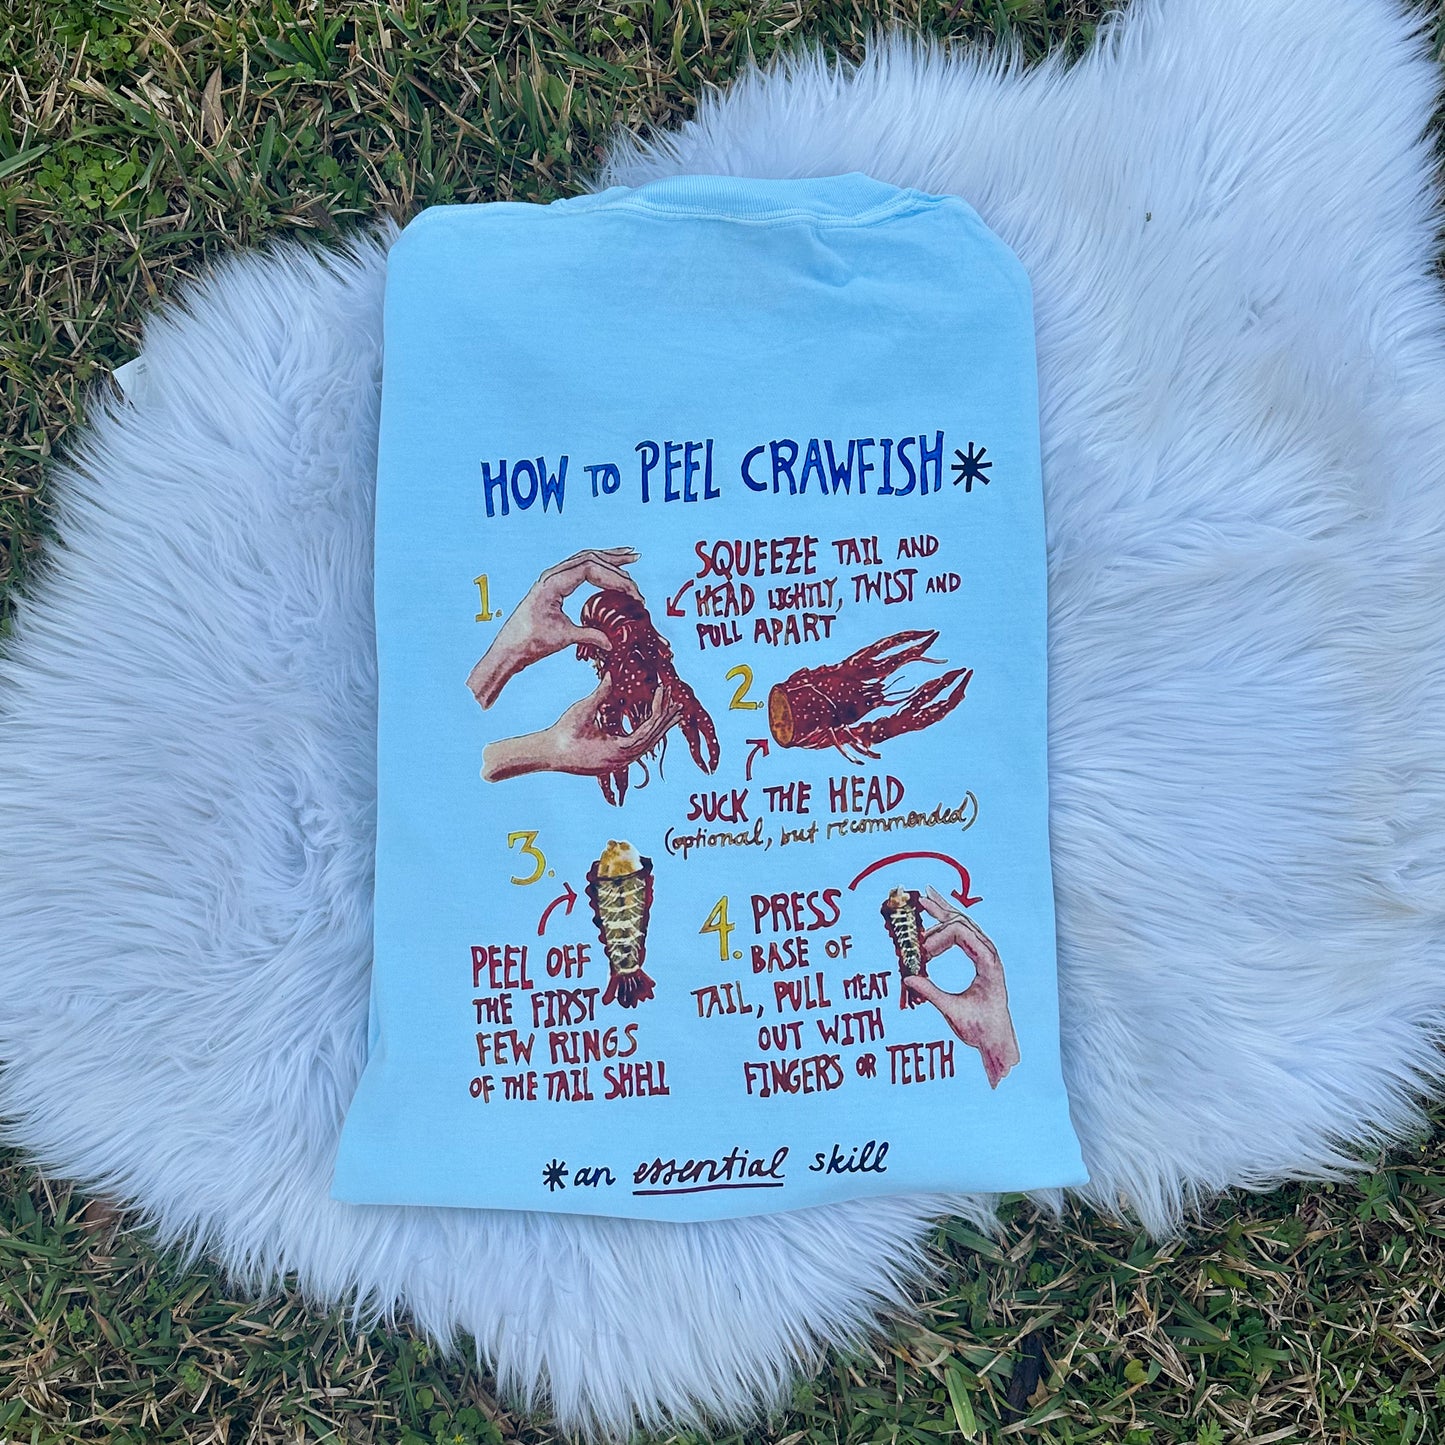 HOW TO PEEL CRAWFISH*
1.
SQUEEZE TAIL AND
HEAD LIGHTLY, TWIST AND
PULL APART
2.
SUCK THE HEAD
(optional, but recommended)
3.
PEEL OFF
THE FIRST
FEW RINGS
OF THE TAIL SHELL
4. PRESS
BASE OF
TAIL, PULL MEAT
OUT WITH
FINGERS OR TEETH
*an essential skill